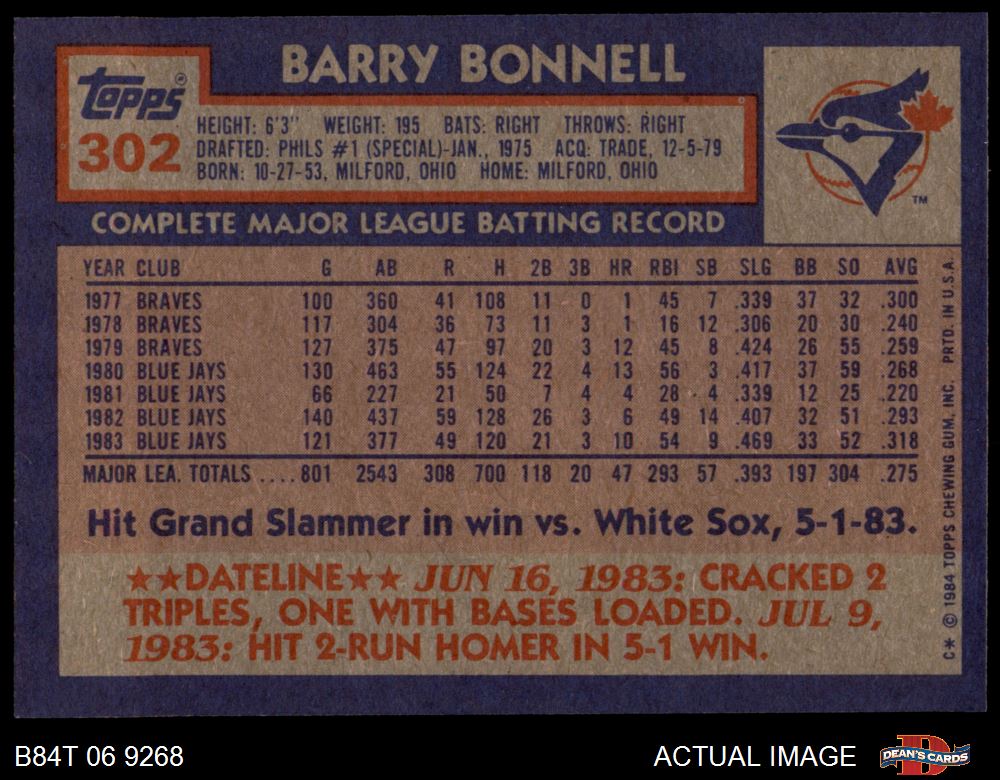 BARRY BONNELL
Topps®
302
HEIGHT: 6'3" WEIGHT: 195 BATS: RIGHT THROWS: RIGHT
DRAFTED: PHILS #1 (SPECIAL)-JAN., 1975 ACQ: TRADE, 12-5-79
BORN: 10-27-53, MILFORD, OHIO HOME: MILFORD, OHIO
TM
COMPLETE MAJOR LEAGUE BATTING RECORD
YEAR CLUB G AB R H 2B 3B HR RBI SB SLG BB SO AVG
1977 BRAVES 100 360 41 108 11 0 1 45 7 .339 37 32 .300
1978 BRAVES 117 304 36 73 11 3 1 16 12 .306 20 30 .240
1979 BRAVES 127 375 47 97 20 3 12 45 8 .424 26 55 .259
1980 BLUE JAYS 130 463 55 124 22 4 13 56 3 .417 37 59 .268
1981 BLUE JAYS 66 227 21 50 7 4 4 28 4 .339 12 25 .220
1982 BLUE JAYS 140 437 59 128 26 3 6 49 14 .407 32 51 .293
1983 BLUE JAYS 121 377 49 120 21 3 10 54 9 .469 33 52 .318
MAJOR LEA. TOTALS .... 801 2543 308 700 118 20 47 293 57 .393 197 304 .275
Hit Grand Slammer in win vs. White Sox, 5-1-83.
★★DATELINE★★ JUN 16, 1983: CRACKED 2
TRIPLES, ONE WITH BASES LOADED. JUL 9,
1983: HIT 2-RUN HOMER IN 5-1 WIN.
C* © 1984 TOPPS CHEWING GUM, INC. PRTD. IN U.S.A.
B84T 06 9268
ACTUAL IMAGE
D
DEAN'S CARDS